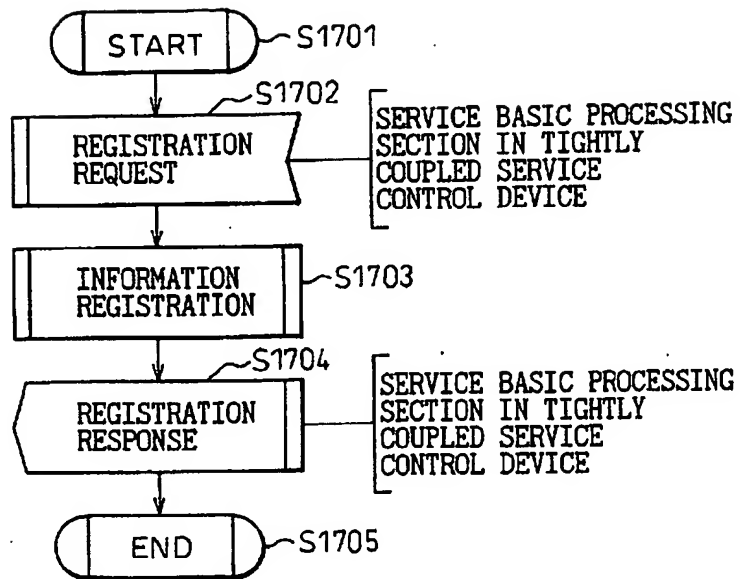 START
S1701
S1702
REGISTRATION
REQUEST
SERVICE BASIC PROCESSING
SECTION IN TIGHTLY
COUPLED SERVICE
CONTROL DEVICE
INFORMATION
REGISTRATION
S1703
S1704
REGISTRATION
RESPONSE
SERVICE BASIC PROCESSING
SECTION IN TIGHTLY
COUPLED SERVICE
CONTROL DEVICE
END
S1705